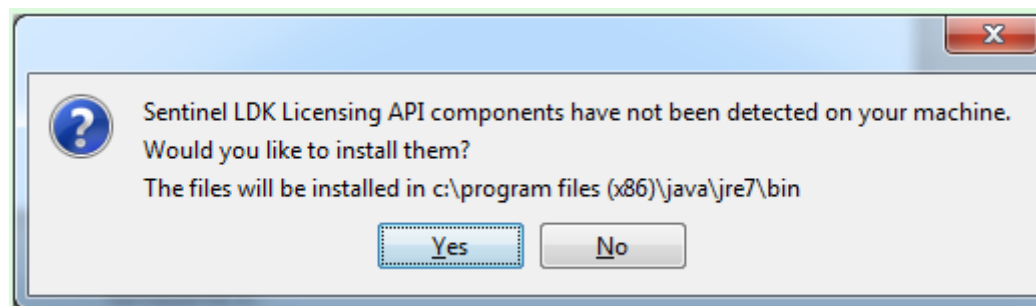 Sentinel LDK Licensing API components have not been detected on your machine.
Would you like to install them?
The files will be installed in c:\program files (x86)\java\jre7\bin
Yes No